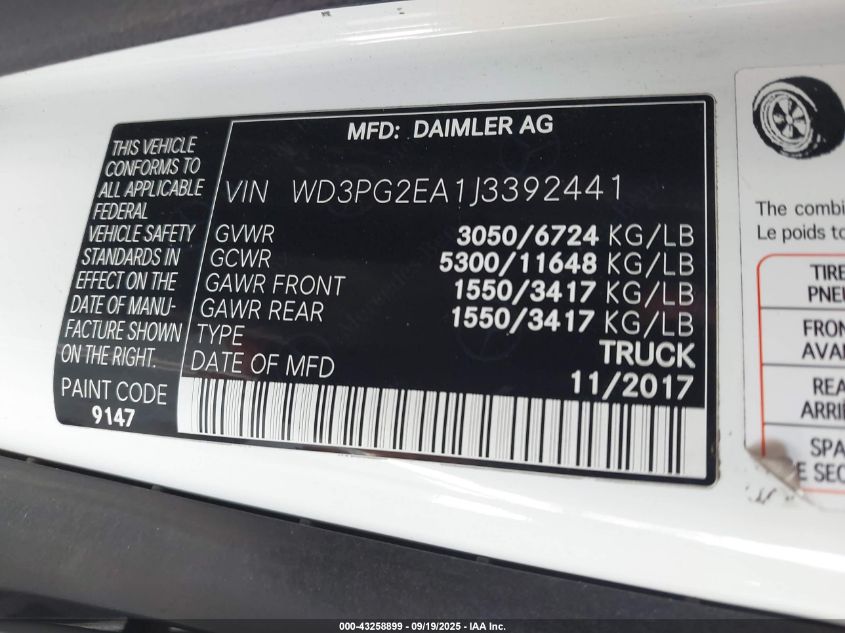 MFD: DAIMLER AG
THIS VEHICLE
CONFORMS TO
ALL APPLICABLE
FEDERAL
VEHICLE SAFETY
STANDARDS IN
EFFECT ON THE
DATE OF MANU-
FACTURE SHOWN
ON THE RIGHT.
PAINT CODE
9147
VIN WD3PG2EA1J3392441
GVWR 3050/6724 KG/LB
GCWR 5300/11648 KG/LB
GAWR FRONT 1550/3417 KG/LB
GAWR REAR 1550/3417 KG/LB
TYPE TRUCK
DATE OF MFD 11/2017
The combi
Le poids to
TIRE
PNEU
FRON
AVA
REA
ARRIÈ
SPA
E SEC
000-43258899 - 09/19/2025 - IAA Inc.